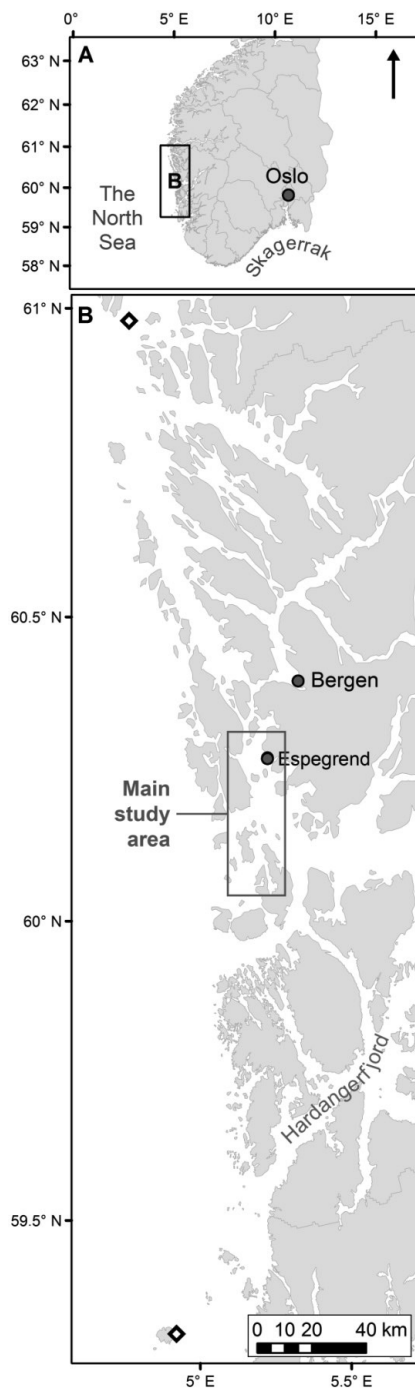 0° 5° E 10° E 15° E
63° N
A
62° N
61° N
B
60° N
Oslo
The
North
Sea
59° N
58° N
Skagerrak
61° N
B
60.5° N
Bergen
Espegrend
Main
study
area
60° N
Hardangerfjord
59.5° N
0 10 20 40 km
5° E 5.5° E